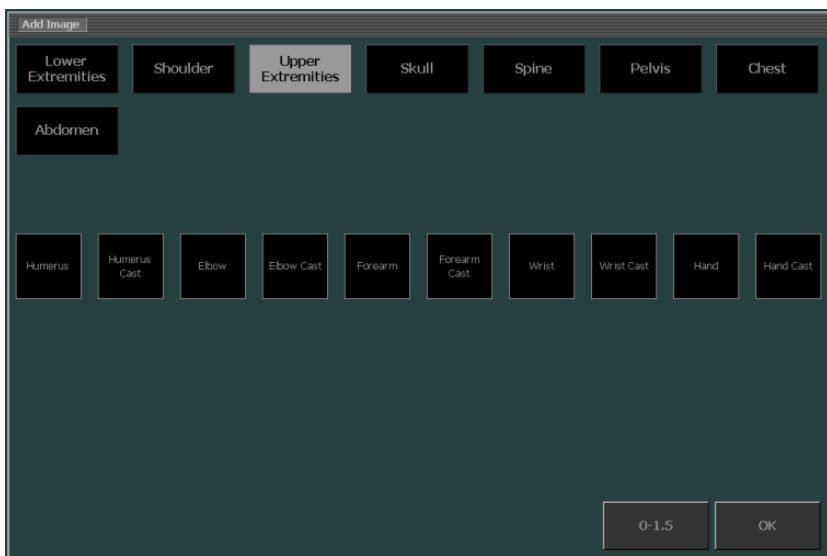 Add Image
Lower
Extremities
Shoulder
Upper
Extremities
Skull
Spine
Pelvis
Chest
Abdomen
Humerus
Humerus
Cast
Elbow
Elbow Cast
Forearm
Forearm
Cast
Wrist
Wrist Cast
Hand
Hand Cast
0-1.5
OK